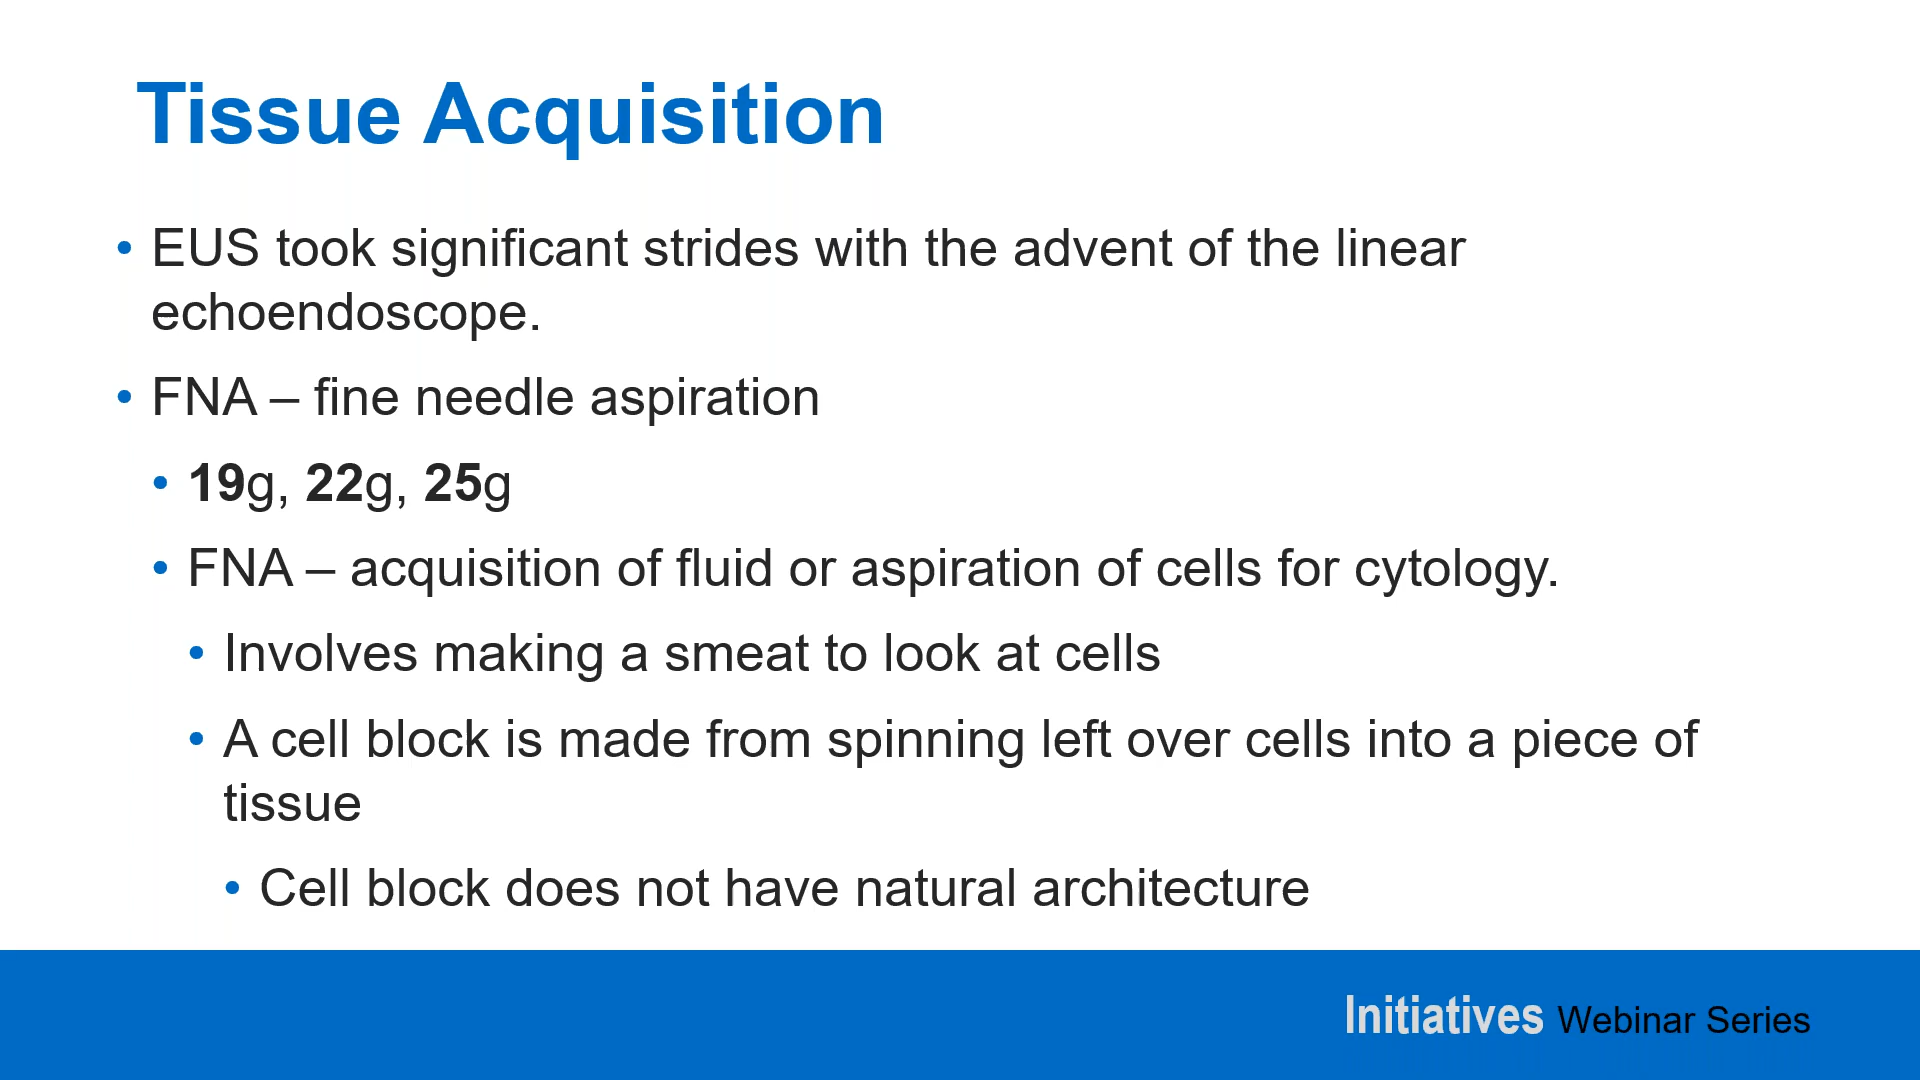 Tissue Acquisition
• EUS took significant strides with the advent of the linear
echoendoscope.
• FNA – fine needle aspiration
• 19g, 22g, 25g
• FNA – acquisition of fluid or aspiration of cells for cytology.
• Involves making a smeat to look at cells
• A cell block is made from spinning left over cells into a piece of
tissue
• Cell block does not have natural architecture
Initiatives Webinar Series